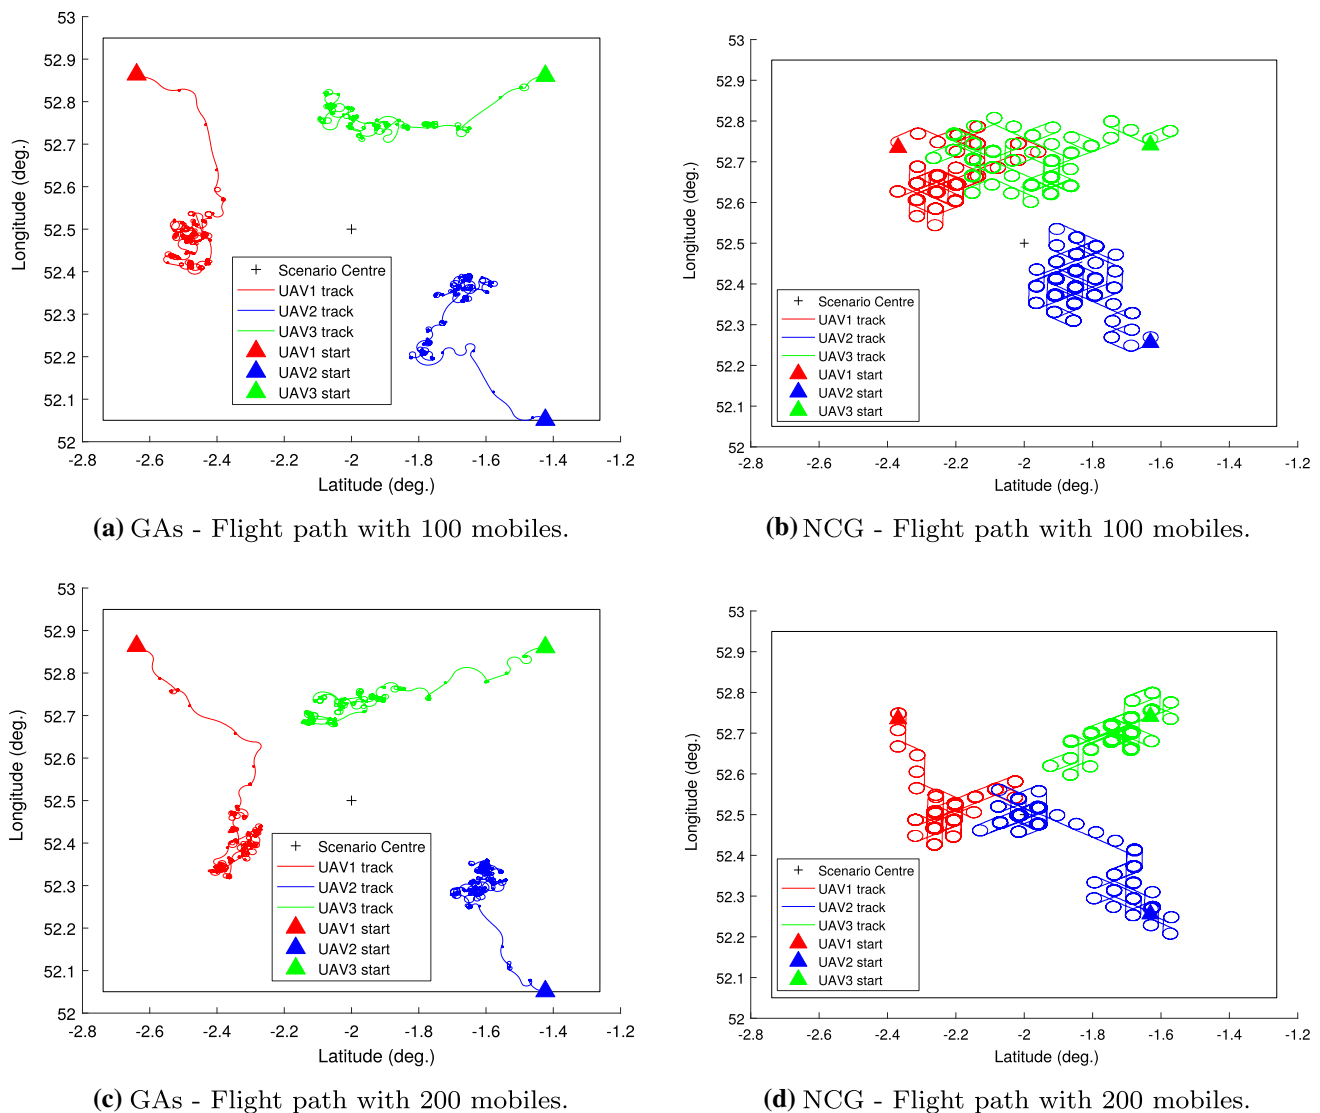 53
52.9
52.8
52.7
52.6
52.5
52.4
52.3
52.2
52.1
52
Longitude (deg.)
-2.8 -2.6 -2.4 -2.2 -2 -1.8 -1.6 -1.4 -1.2
Latitude (deg.)
Scenario Centre
UAV1 track
UAV2 track
UAV3 track
UAV1 start
UAV2 start
UAV3 start
(a) GAs - Flight path with 100 mobiles.
53
52.9
52.8
52.7
52.6
52.5
52.4
52.3
52.2
52.1
52
Longitude (deg.)
-2.8 -2.6 -2.4 -2.2 -2 -1.8 -1.6 -1.4 -1.2
Latitude (deg.)
Scenario Centre
UAV1 track
UAV2 track
UAV3 track
UAV1 start
UAV2 start
UAV3 start
(b) NCG - Flight path with 100 mobiles.
53
52.9
52.8
52.7
52.6
52.5
52.4
52.3
52.2
52.1
52
Longitude (deg.)
-2.8 -2.6 -2.4 -2.2 -2 -1.8 -1.6 -1.4 -1.2
Latitude (deg.)
Scenario Centre
UAV1 track
UAV2 track
UAV3 track
UAV1 start
UAV2 start
UAV3 start
(c) GAs - Flight path with 200 mobiles.
53
52.9
52.8
52.7
52.6
52.5
52.4
52.3
52.2
52.1
52
Longitude (deg.)
-2.8 -2.6 -2.4 -2.2 -2 -1.8 -1.6 -1.4 -1.2
Latitude (deg.)
Scenario Centre
UAV1 track
UAV2 track
UAV3 track
UAV1 start
UAV2 start
UAV3 start
(d) NCG - Flight path with 200 mobiles.